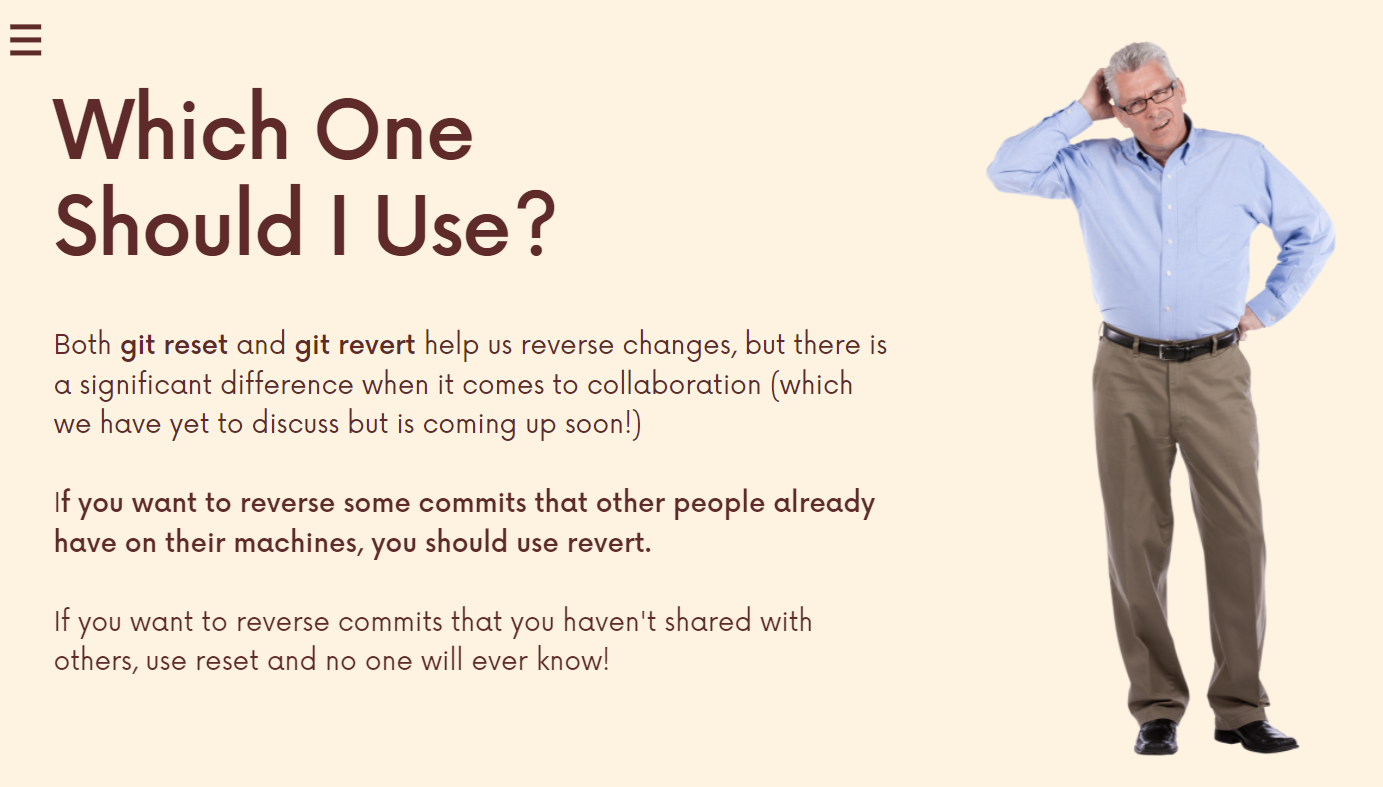 Which One
Should I Use?
Both git reset and git revert help us reverse changes, but there is
a significant difference when it comes to collaboration (which
we have yet to discuss but is coming up soon!)
If you want to reverse some commits that other people already
have on their machines, you should use revert.
If you want to reverse commits that you haven't shared with
others, use reset and no one will ever know!